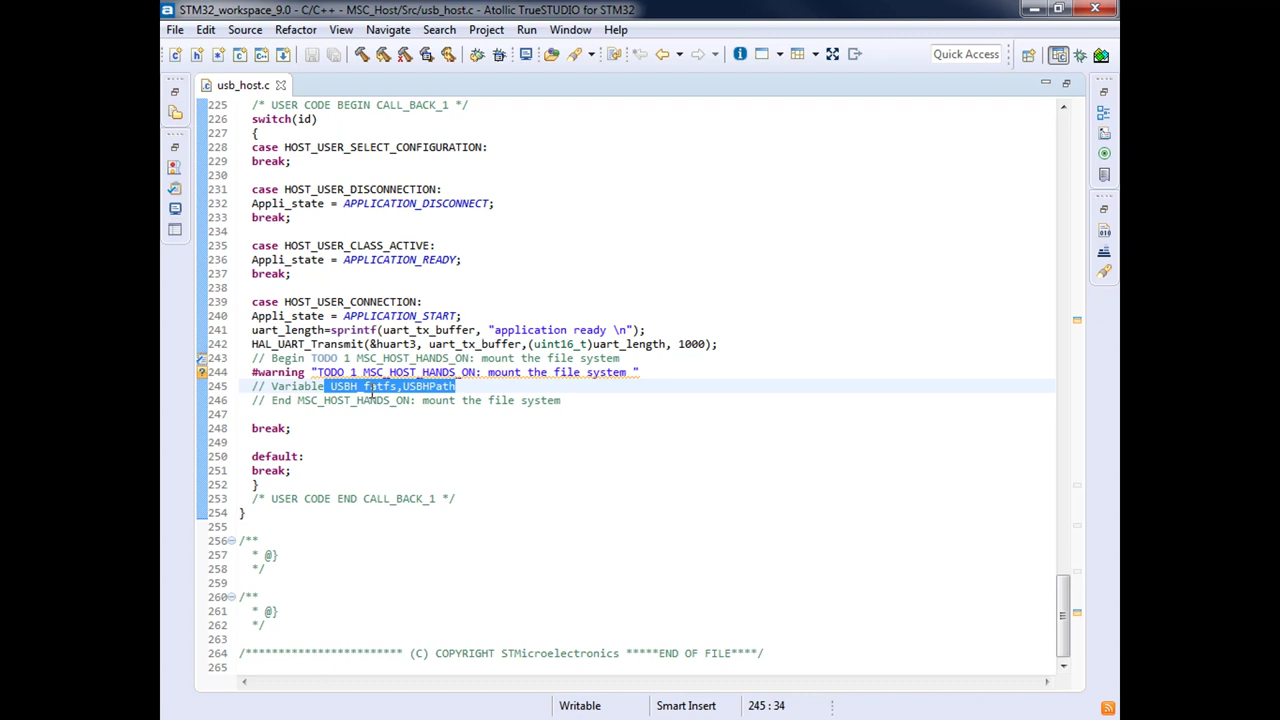 STM32_workspace_9.0 - C/C++ - MSC_Host/Src/usb_host.c - Atollic TrueSTUDIO for STM32
File Edit Source Refactor View Navigate Search Project Run Window Help
Quick Access
usb_host.c
225 /* USER CODE BEGIN CALL_BACK_1 */
226 switch(id)
227 {
228 case HOST_USER_SELECT_CONFIGURATION:
229 break;
230
231 case HOST_USER_DISCONNECTION:
232 Appli_state = APPLICATION_DISCONNECT;
233 break;
234
235 case HOST_USER_CLASS_ACTIVE:
236 Appli_state = APPLICATION_READY;
237 break;
238
239 case HOST_USER_CONNECTION:
240 Appli_state = APPLICATION_START;
241 uart_length=sprintf(uart_tx_buffer, "application ready \n");
242 HAL_UART_Transmit(&huart3, uart_tx_buffer,(uint16_t)uart_length, 1000);
243 // Begin TODO 1 MSC_HOST_HANDS_ON: mount the file system
244 #warning "TODO 1 MSC_HOST_HANDS_ON: mount the file system "
245 // Variable USBH_fatfs,USBHPath
246 // End MSC_HOST_HANDS_ON: mount the file system
247
248 break;
249
250 default:
251 break;
252 }
253 /* USER CODE END CALL_BACK_1 */
254 }
255
256 /**
257 * @}
258 */
259
260 /**
261 * @}
262 */
263
264 /************************ (C) COPYRIGHT STMicroelectronics *****END OF FILE****/
265
Writable Smart Insert 245 : 34